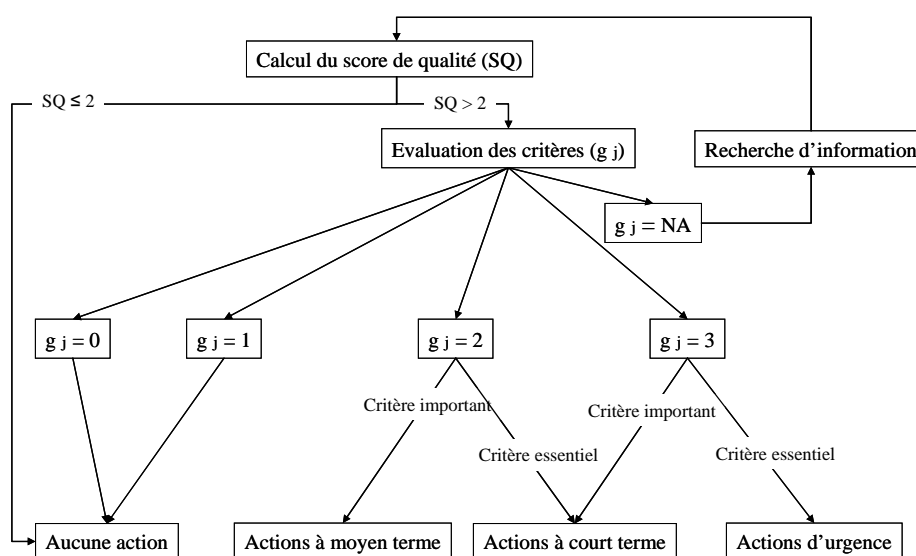 Calcul du score de qualité (SQ)
SQ ≤ 2
SQ > 2
Evaluation des critères (g j)
Recherche d’information
g j = NA
g j = 0
g j = 1
g j = 2
g j = 3
Critère important
Critère important
Critère essentiel
Critère essentiel
Aucune action
Actions à moyen terme
Actions à court terme
Actions d’urgence